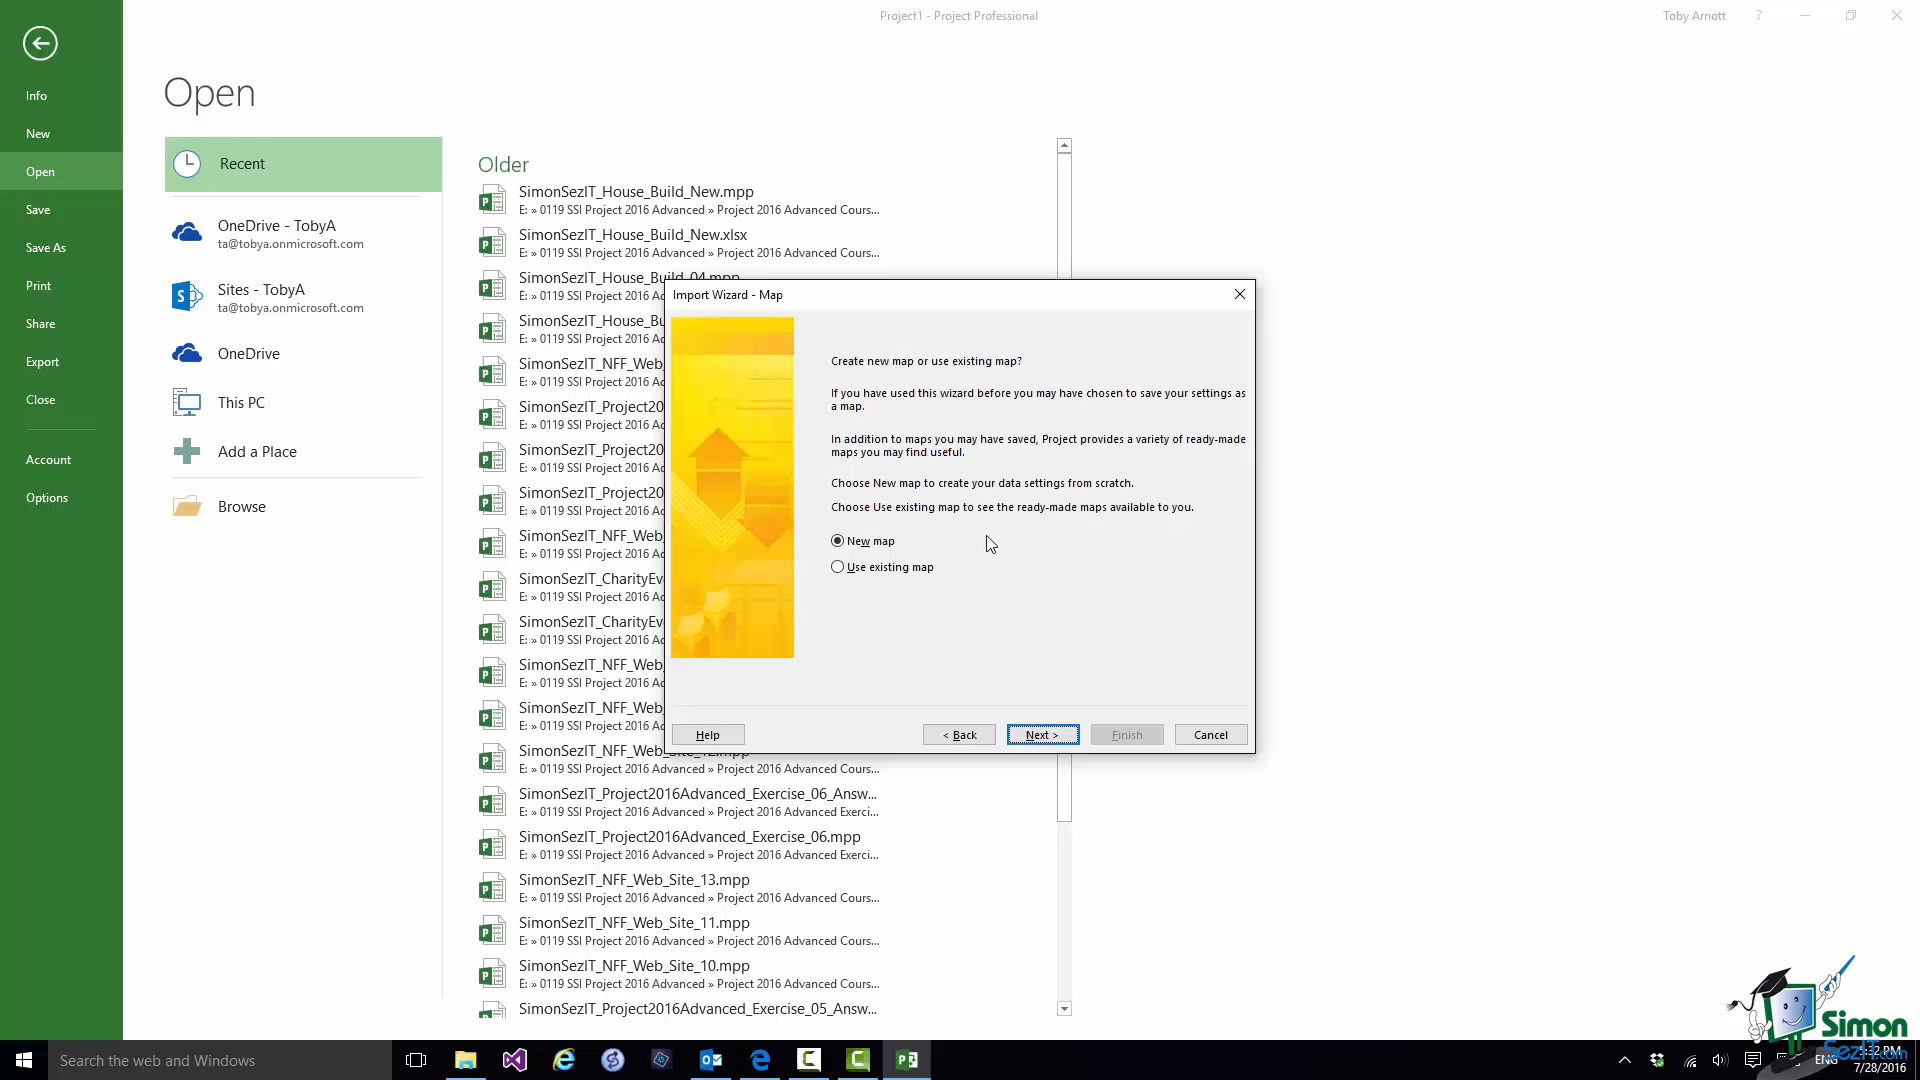 Project1 - Project Professional
Toby Arnott
?
Info
New
Open
Save
Save As
Print
Share
Export
Close
Account
Options
Open
Recent
OneDrive - TobyA
ta@tobya.onmicrosoft.com
Sites - TobyA
ta@tobya.onmicrosoft.com
OneDrive
This PC
Add a Place
Browse
Older
SimonSezIT_House_Build_New.mpp
E: » 0119 SSI Project 2016 Advanced » Project 2016 Advanced Cours...
SimonSezIT_House_Build_New.xlsx
E: » 0119 SSI Project 2016 Advanced » Project 2016 Advanced Cours...
SimonSezIT_House_Build_04.mpp
E: » 0119 SSI Project 2016 A
SimonSezIT_House_Bu
E: » 0119 SSI Project 2016 Ad
SimonSezIT_NFF_Web_
E: » 0119 SSI Project 2016 Ad
SimonSezIT_Project20
E: » 0119 SSI Project 2016 Ad
SimonSezIT_Project20
E: » 0119 SSI Project 2016 Ad
SimonSezIT_Project20
E: » 0119 SSI Project 2016 Ad
SimonSezIT_NFF_Web_
E: » 0119 SSI Project 2016 Ad
SimonSezIT_CharityEv
E: » 0119 SSI Project 2016 Ad
SimonSezIT_CharityEv
E: » 0119 SSI Project 2016 Ad
SimonSezIT_NFF_Web_
E: » 0119 SSI Project 2016 Ad
SimonSezIT_NFF_Web_
E: » 0119 SSI Project 2016 Ad
SimonSezIT_NFF_Web_Site_12.mpp
E: » 0119 SSI Project 2016 Advanced » Project 2016 Advanced Cours...
SimonSezIT_Project2016Advanced_Exercise_06_Answ...
E: » 0119 SSI Project 2016 Advanced » Project 2016 Advanced Exerci...
SimonSezIT_Project2016Advanced_Exercise_06.mpp
E: » 0119 SSI Project 2016 Advanced » Project 2016 Advanced Exerci...
SimonSezIT_NFF_Web_Site_13.mpp
E: » 0119 SSI Project 2016 Advanced » Project 2016 Advanced Cours...
SimonSezIT_NFF_Web_Site_11.mpp
E: » 0119 SSI Project 2016 Advanced » Project 2016 Advanced Cours...
SimonSezIT_NFF_Web_Site_10.mpp
E: » 0119 SSI Project 2016 Advanced » Project 2016 Advanced Cours...
SimonSezIT_Project2016Advanced_Exercise_05_Answ...
Import Wizard - Map
Create new map or use existing map?
If you have used this wizard before you may have chosen to save your settings as
a map.
In addition to maps you may have saved, Project provides a variety of ready-made
maps you may find useful.
Choose New map to create your data settings from scratch.
Choose Use existing map to see the ready-made maps available to you.
New map
Use existing map
Help
< Back
Next >
Finish
Cancel
Simon
SezIT.com
Search the web and Windows
ENG
7/28/2016